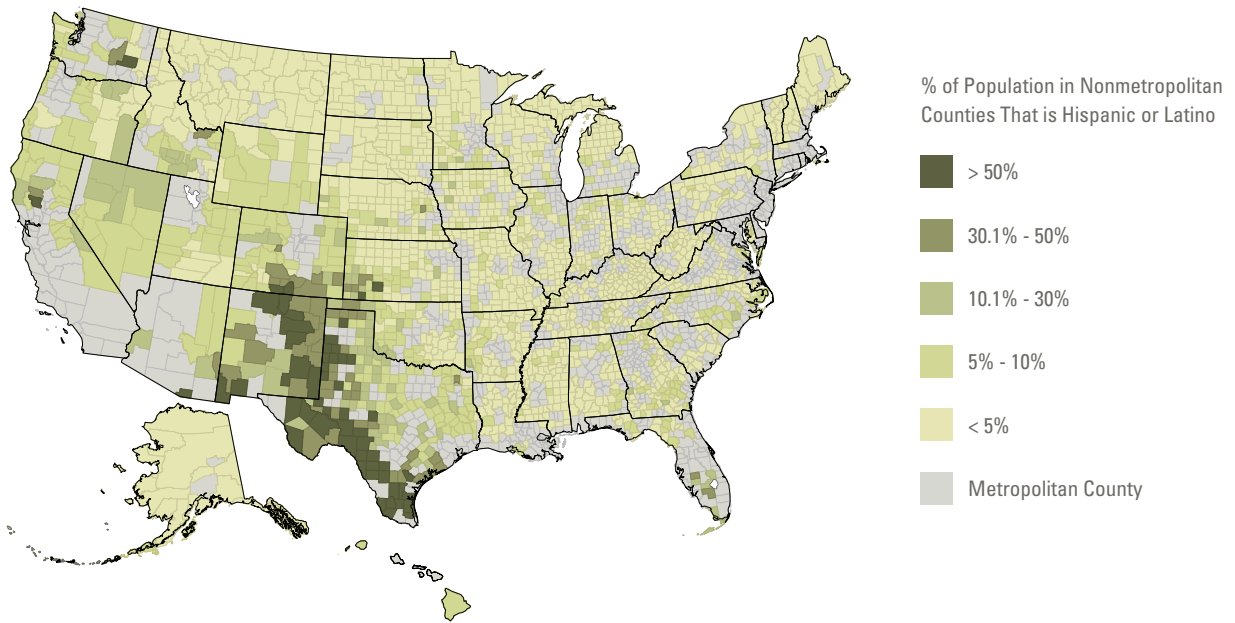 % of Population in Nonmetropolitan
Counties That is Hispanic or Latino
> 50%
30.1% - 50%
10.1% - 30%
5% - 10%
< 5%
Metropolitan County